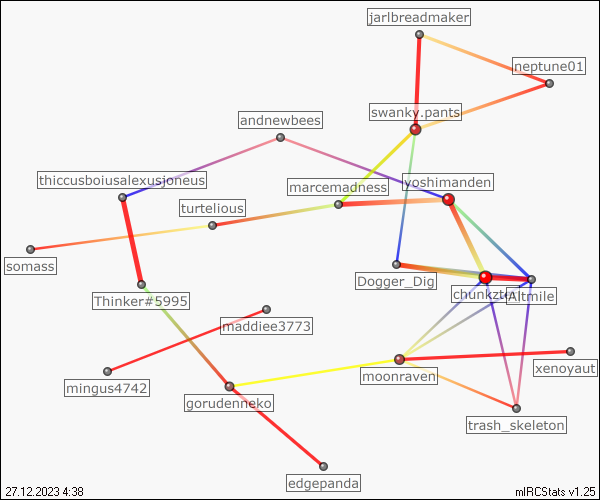 jarlbreadmaker
neptune01
swanky.pants
andnewbees
thiccusboiusalexusjoneus
marcemadness
yoshimanden
turtelious
somass
Dogger_Dig
Altmile
Thinker#5995
maddiee3773
xenoyaut
moonraven
mingus4742
gorudenneko
trash_skeleton
edgepanda
27.12.2023 4:38
mIRCStats v1.25